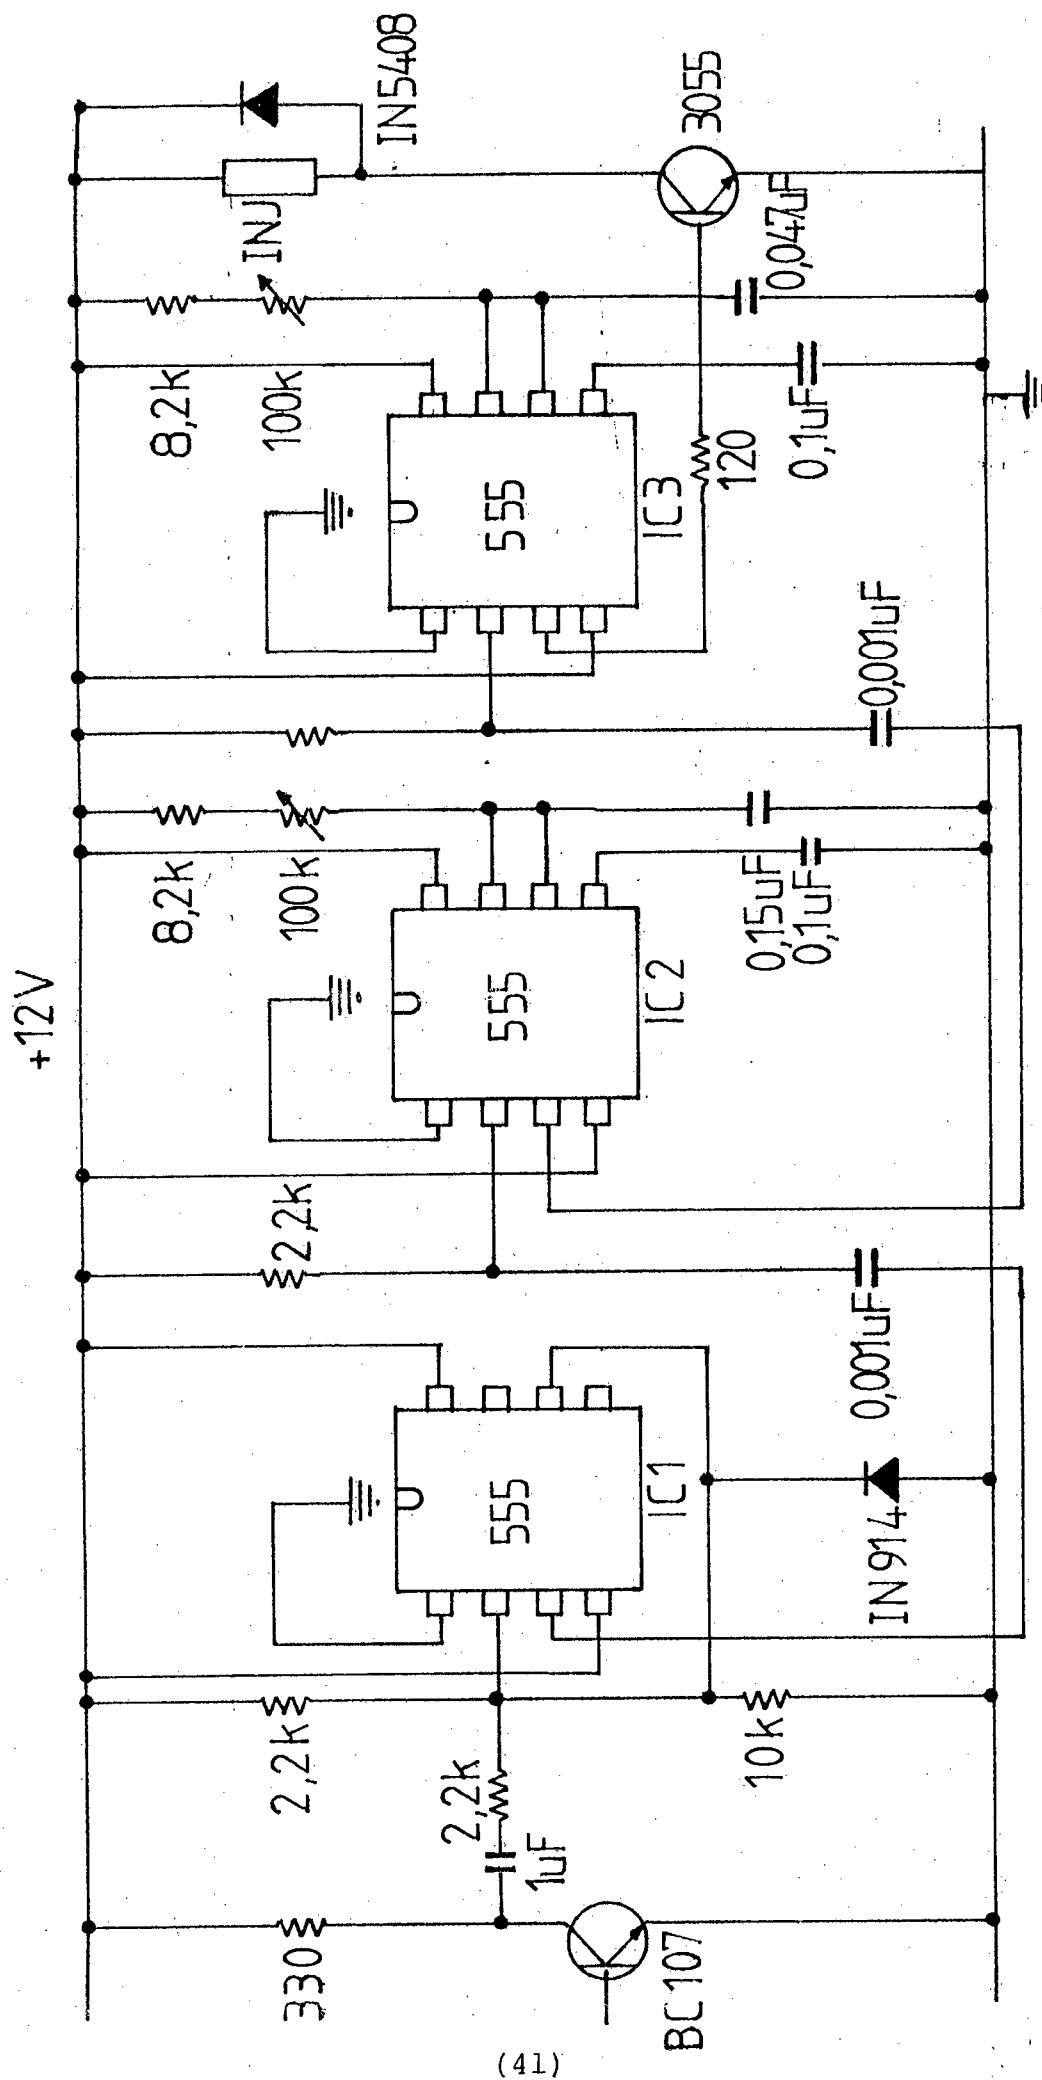 +12V
330
BC107
1uF
2,2k
2,2k
10k
555
IC1
IN914
0,001uF
2,2k
555
IC2
8,2k
100k
0,15uF
0,1uF
0,001uF
555
IC3
8,2k
100k
120
0,1uF
0,047uF
INJ
3055
IN5408
(41)